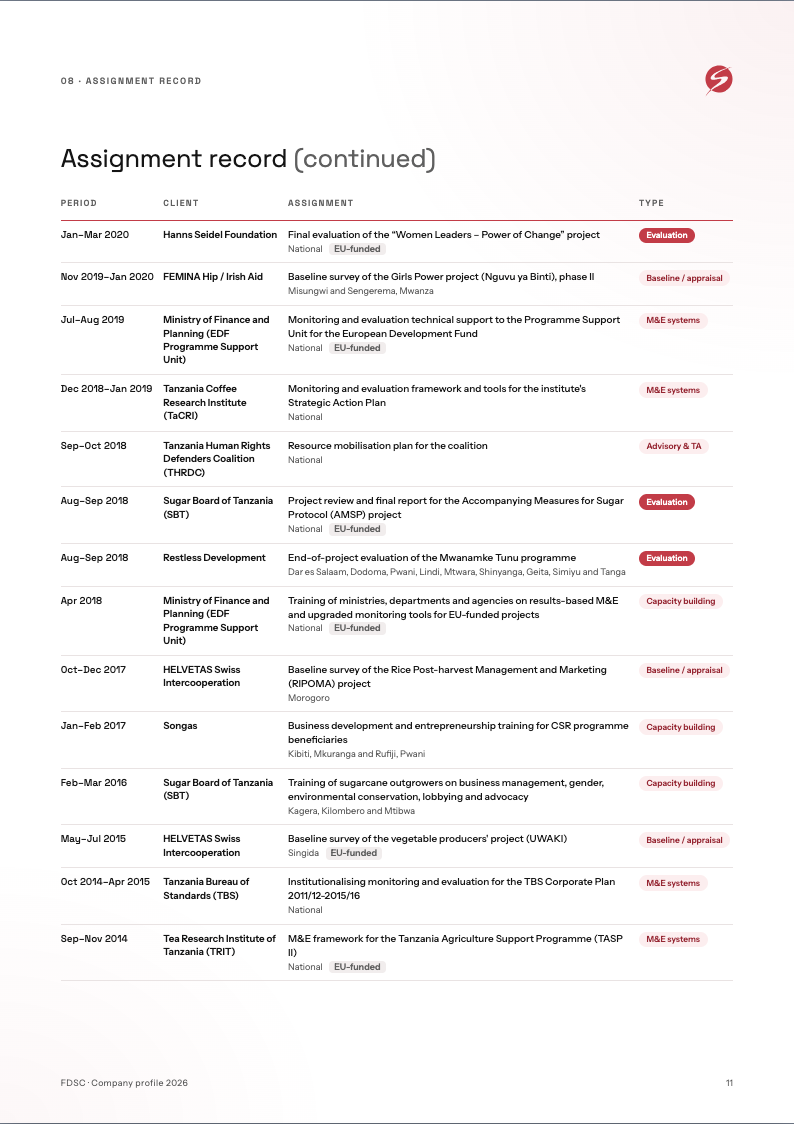 08 · ASSIGNMENT RECORD
Assignment record (continued)
PERIOD CLIENT ASSIGNMENT TYPE
Jan–Mar 2020 Hanns Seidel Foundation Final evaluation of the “Women Leaders – Power of Change” project Evaluation
National EU-funded
Nov 2019–Jan 2020 FEMINA Hip / Irish Aid Baseline survey of the Girls Power project (Nguvu ya Binti), phase II Baseline / appraisal
Misungwi and Sengerema, Mwanza
Jul–Aug 2019 Ministry of Finance and Monitoring and evaluation technical support to the Programme Support M&E systems
Planning (EDF Unit for the European Development Fund
Programme Support National EU-funded
Unit)
Dec 2018–Jan 2019 Tanzania Coffee Monitoring and evaluation framework and tools for the institute's M&E systems
Research Institute Strategic Action Plan
(TaCRI) National
Sep–Oct 2018 Tanzania Human Rights Resource mobilisation plan for the coalition Advisory & TA
Defenders Coalition National
(THRDC)
Aug–Sep 2018 Sugar Board of Tanzania Project review and final report for the Accompanying Measures for Sugar Evaluation
(SBT) Protocol (AMSP) project
National EU-funded
Aug–Sep 2018 Restless Development End-of-project evaluation of the Mwanamke Tunu programme Evaluation
Dar es Salaam, Dodoma, Pwani, Lindi, Mtwara, Shinyanga, Geita, Simiyu and Tanga
Apr 2018 Ministry of Finance and Training of ministries, departments and agencies on results-based M&E Capacity building
Planning (EDF and upgraded monitoring tools for EU-funded projects
Programme Support National EU-funded
Unit)
Oct–Dec 2017 HELVETAS Swiss Baseline survey of the Rice Post-harvest Management and Marketing Baseline / appraisal
Intercooperation (RIPOMA) project
Morogoro
Jan–Feb 2017 Songas Business development and entrepreneurship training for CSR programme Capacity building
beneficiaries
Kibiti, Mkuranga and Rufiji, Pwani
Feb–Mar 2016 Sugar Board of Tanzania Training of sugarcane outgrowers on business management, gender, Capacity building
(SBT) environmental conservation, lobbying and advocacy
Kagera, Kilombero and Mtibwa
May–Jul 2015 HELVETAS Swiss Baseline survey of the vegetable producers' project (UWAKI) Baseline / appraisal
Intercooperation Singida EU-funded
Oct 2014–Apr 2015 Tanzania Bureau of Institutionalising monitoring and evaluation for the TBS Corporate Plan M&E systems
Standards (TBS) 2011/12-2015/16
National
Sep–Nov 2014 Tea Research Institute of M&E framework for the Tanzania Agriculture Support Programme (TASP M&E systems
Tanzania (TRIT) II)
National EU-funded
FDSC · Company profile 2026 11